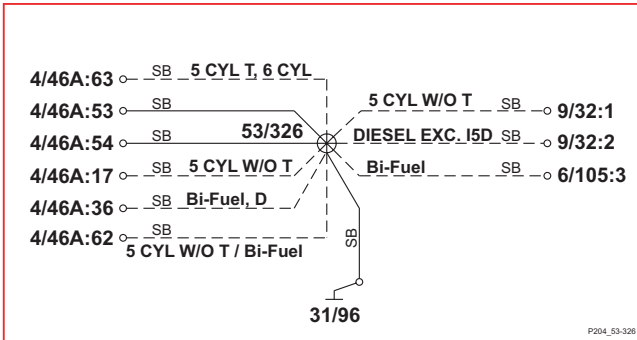 4/46A:63 SB 5 CYL T, 6 CYL
5 CYL W/O T SB 9/32:1
4/46A:53 SB
53/326
4/46A:54 SB
DIESEL EXC. I5D SB 9/32:2
4/46A:17 SB 5 CYL W/O T
Bi-Fuel SB 6/105:3
4/46A:36 SB Bi-Fuel, D
4/46A:62 SB
5 CYL W/O T / Bi-Fuel
SB
31/96
P204_53-326